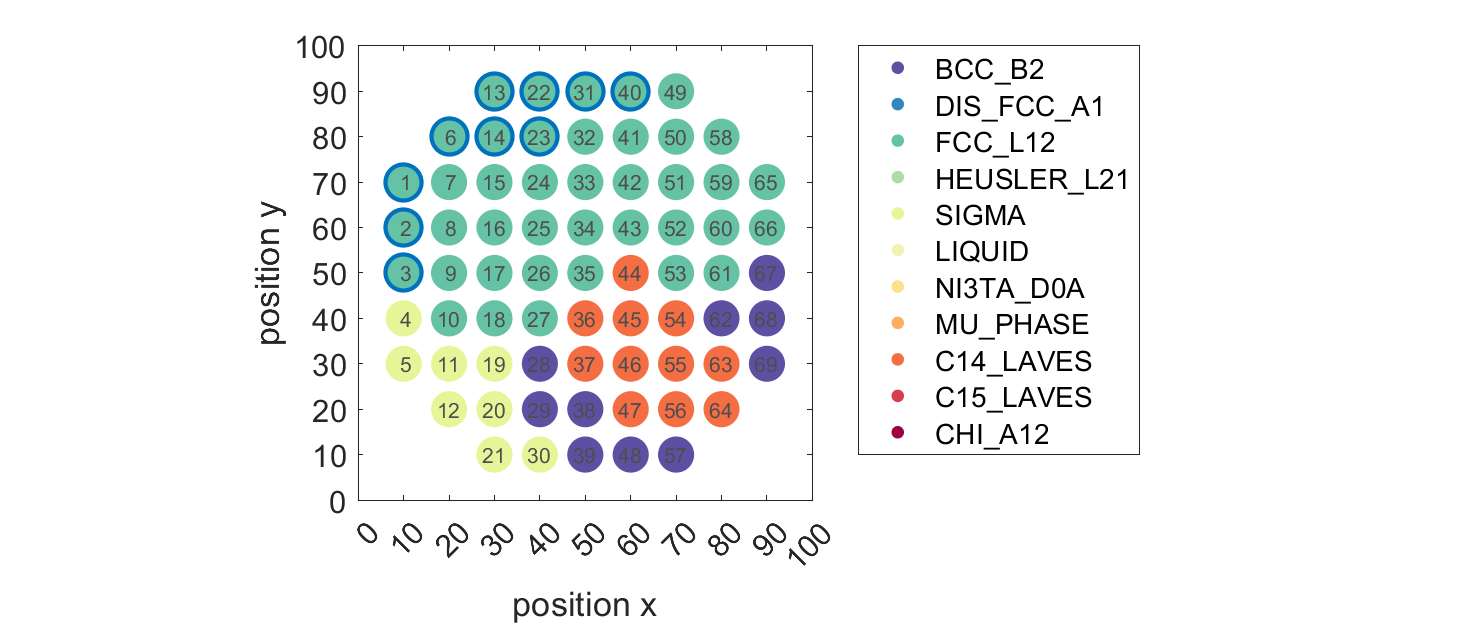 100
90 13 22 31 40 49
80 6 14 23 32 41 50 58
70 1 7 15 24 33 42 51 59 65
60 2 8 16 25 34 43 52 60 66
50 3 9 17 26 35 44 53 61 67
40 4 10 18 27 36 45 54 62 68
30 5 11 19 28 37 46 55 63 69
20 12 20 29 38 47 56 64
10 21 30 39 48 57
0
0 10 20 30 40 50 60 70 80 90 100
position x
position y
BCC_B2
DIS_FCC_A1
FCC_L12
HEUSLER_L21
SIGMA
LIQUID
NI3TA_D0A
MU_PHASE
C14_LAVES
C15_LAVES
CHI_A12